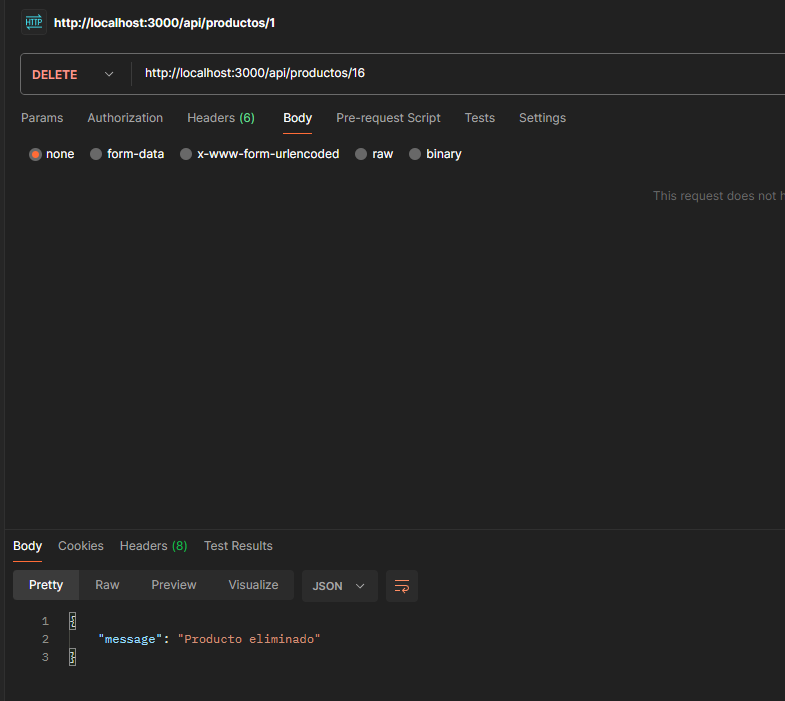 HTTP http://localhost:3000/api/productos/1
DELETE http://localhost:3000/api/productos/16
Params Authorization Headers (6) Body Pre-request Script Tests Settings
none form-data x-www-form-urlencoded raw binary
This request does not h
Body Cookies Headers (8) Test Results
Pretty Raw Preview Visualize JSON
1 {
2 "message": "Producto eliminado"
3 }